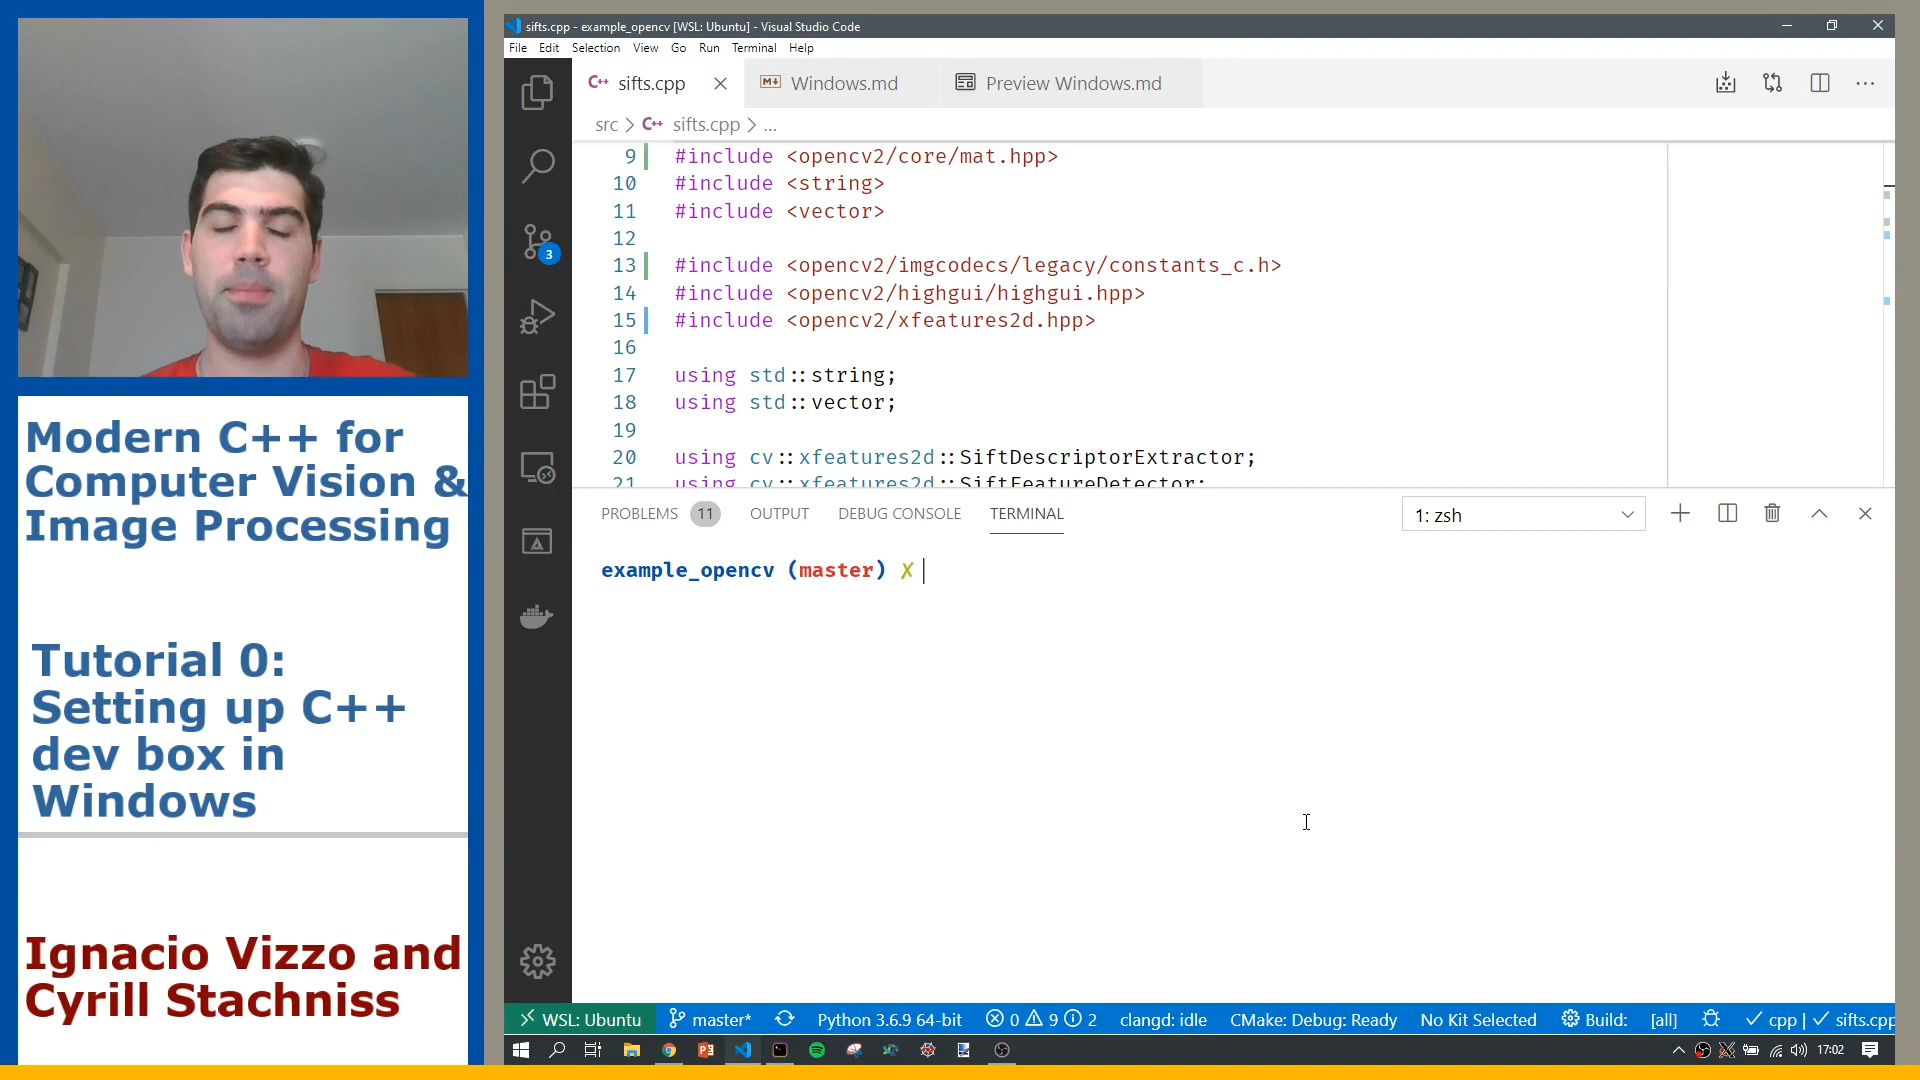 sifts.cpp - example_opencv [WSL: Ubuntu] - Visual Studio Code
File Edit Selection View Go Run Terminal Help
sifts.cpp Windows.md Preview Windows.md
src > sifts.cpp > ...
9 #include <opencv2/core/mat.hpp>
10 #include <string>
11 #include <vector>
12
13 #include <opencv2/imgcodecs/legacy/constants_c.h>
14 #include <opencv2/highgui/highgui.hpp>
15 #include <opencv2/xfeatures2d.hpp>
16
17 using std::string;
18 using std::vector;
19
20 using cv::xfeatures2d::SiftDescriptorExtractor;
21 using cv::xfeatures2d::SiftFeatureDetector;
3
PROBLEMS 11 OUTPUT DEBUG CONSOLE TERMINAL 1: zsh
example_opencv (master) ✗
Modern C++ for
Computer Vision &
Image Processing
Tutorial 0:
Setting up C++
dev box in
Windows
Ignacio Vizzo and
Cyrill Stachniss
WSL: Ubuntu master* Python 3.6.9 64-bit 0 9 2 clangd: idle CMake: Debug: Ready No Kit Selected Build: [all] cpp | sifts.cpp
17:02